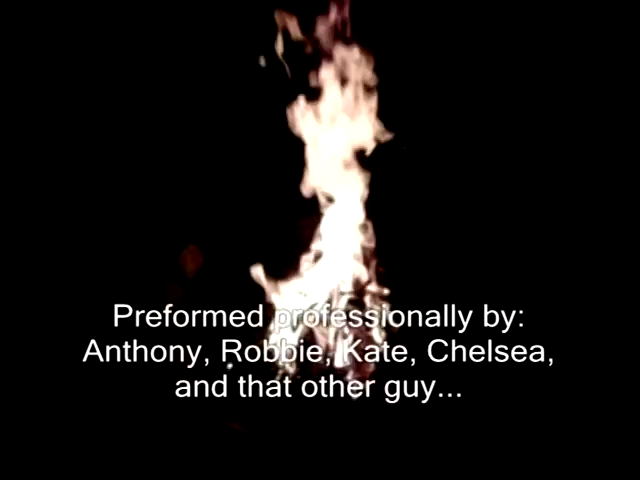 Preformed professionally by:
Anthony, Robbie, Kate, Chelsea,
and that other guy...